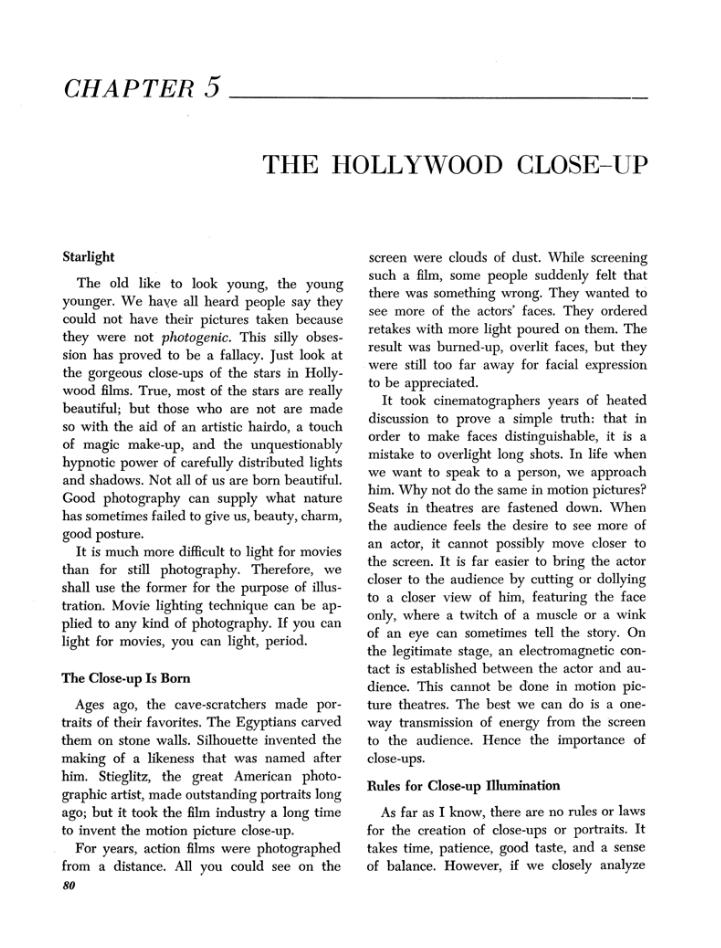 CHAPTER 5
THE HOLLYWOOD CLOSE-UP
Starlight
The old like to look young, the young
younger. We have all heard people say they
could not have their pictures taken because
they were not photogenic. This silly obses-
sion has proved to be a fallacy. Just look at
the gorgeous close-ups of the stars in Holly-
wood films. True, most of the stars are really
beautiful; but those who are not are made
so with the aid of an artistic hairdo, a touch
of magic make-up, and the unquestionably
hypnotic power of carefully distributed lights
and shadows. Not all of us are born beautiful.
Good photography can supply what nature
has sometimes failed to give us, beauty, charm,
good posture.
It is much more difficult to light for movies
than for still photography. Therefore, we
shall use the former for the purpose of illus-
tration. Movie lighting technique can be ap-
plied to any kind of photography. If you can
light for movies, you can light, period.
The Close-up Is Born
Ages ago, the cave-scratchers made por-
traits of their favorites. The Egyptians carved
them on stone walls. Silhouette invented the
making of a likeness that was named after
him. Stieglitz, the great American photo-
graphic artist, made outstanding portraits long
ago; but it took the film industry a long time
to invent the motion picture close-up.
For years, action films were photographed
from a distance. All you could see on the
80
screen were clouds of dust. While screening
such a film, some people suddenly felt that
there was something wrong. They wanted to
see more of the actors' faces. They ordered
retakes with more light poured on them. The
result was burned-up, overlit faces, but they
were still too far away for facial expression
to be appreciated.
It took cinematographers years of heated
discussion to prove a simple truth: that in
order to make faces distinguishable, it is a
mistake to overlight long shots. In life when
we want to speak to a person, we approach
him. Why not do the same in motion pictures?
Seats in theatres are fastened down. When
the audience feels the desire to see more of
an actor, it cannot possibly move closer to
the screen. It is far easier to bring the actor
closer to the audience by cutting or dollying
to a closer view of him, featuring the face
only, where a twitch of a muscle or a wink
of an eye can sometimes tell the story. On
the legitimate stage, an electromagnetic con-
tact is established between the actor and au-
dience. This cannot be done in motion pic-
ture theatres. The best we can do is a one-
way transmission of energy from the screen
to the audience. Hence the importance of
close-ups.
Rules for Close-up Illumination
As far as I know, there are no rules or laws
for the creation of close-ups or portraits. It
takes time, patience, good taste, and a sense
of balance. However, if we closely analyze